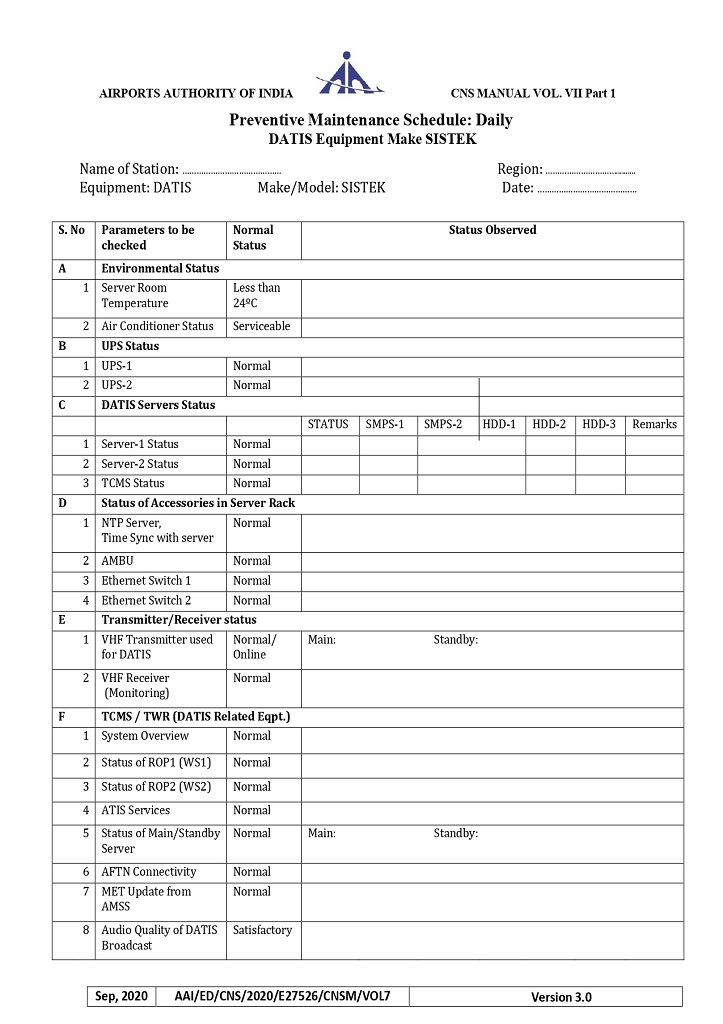 AIRPORTS AUTHORITY OF INDIA CNS MANUAL VOL. VII Part 1
Preventive Maintenance Schedule: Daily
DATIS Equipment Make SISTEK
Name of Station: ............................................ Region: ........................................
Equipment: DATIS Make/Model: SISTEK Date: ............................................
S. No Parameters to be checked Normal Status Status Observed
A Environmental Status
1 Server Room Temperature Less than 24ºC
2 Air Conditioner Status Serviceable
B UPS Status
1 UPS-1 Normal
2 UPS-2 Normal
C DATIS Servers Status
STATUS SMPS-1 SMPS-2 HDD-1 HDD-2 HDD-3 Remarks
1 Server-1 Status Normal
2 Server-2 Status Normal
3 TCMS Status Normal
D Status of Accessories in Server Rack
1 NTP Server, Normal
Time Sync with server
2 AMBU Normal
3 Ethernet Switch 1 Normal
4 Ethernet Switch 2 Normal
E Transmitter/Receiver status
1 VHF Transmitter used for DATIS Normal/ Online Main: Standby:
2 VHF Receiver Normal
(Monitoring)
F TCMS / TWR (DATIS Related Eqpt.)
1 System Overview Normal
2 Status of ROP1 (WS1) Normal
3 Status of ROP2 (WS2) Normal
4 ATIS Services Normal
5 Status of Main/Standby Server Normal Main: Standby:
6 AFTN Connectivity Normal
7 MET Update from AMSS Normal
8 Audio Quality of DATIS Broadcast Satisfactory
Sep, 2020 AAI/ED/CNS/2020/E27526/CNSM/VOL7 Version 3.0